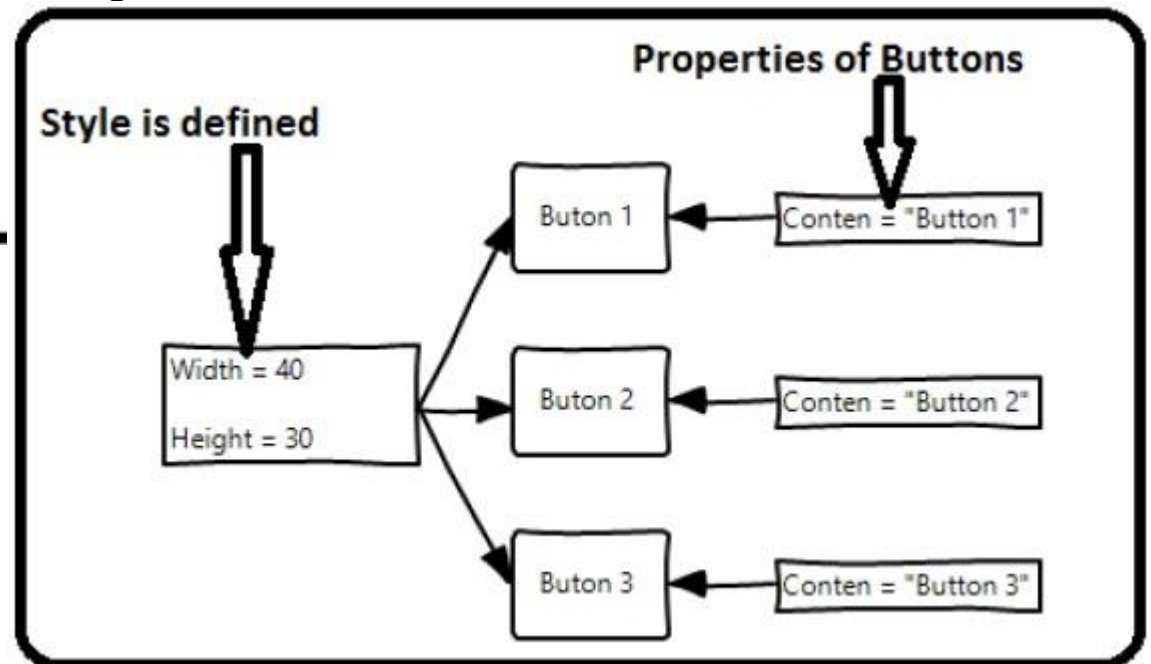 Properties of Buttons
Style is defined
Buton 1
Conten = "Button 1"
Width = 40
Height = 30
Buton 2
Conten = "Button 2"
Buton 3
Conten = "Button 3"